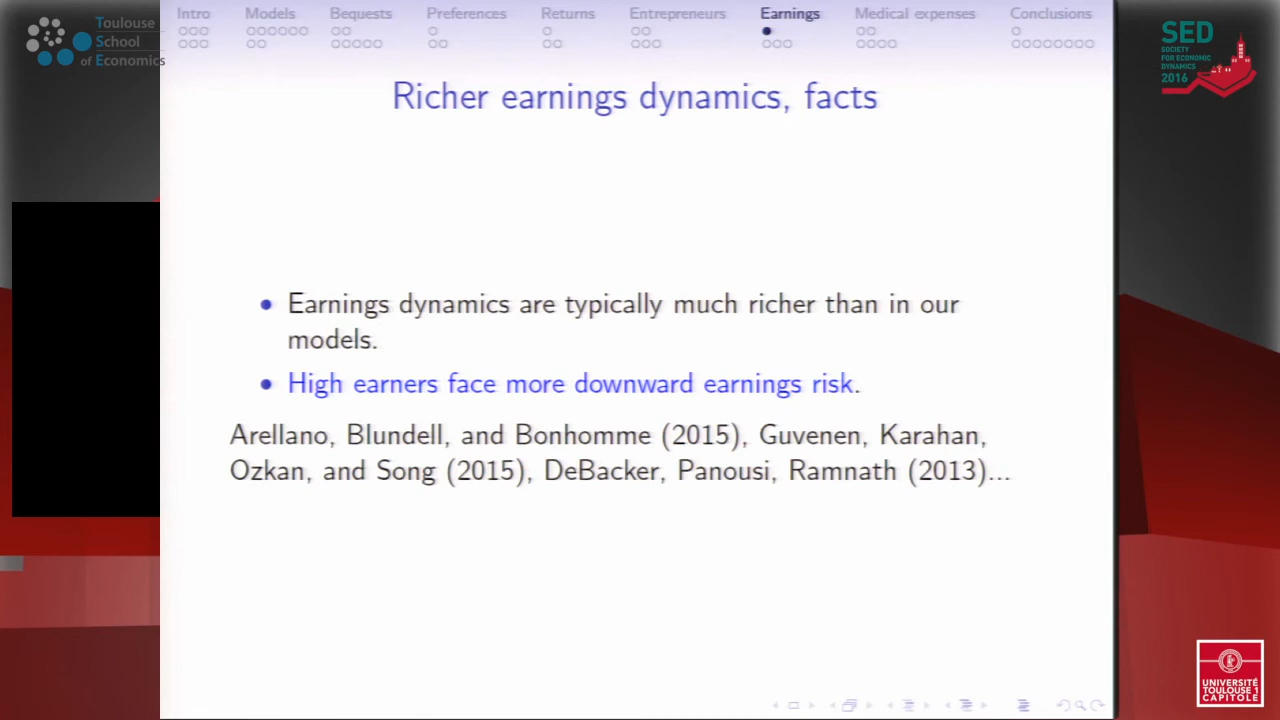 Intro Models Bequests Preferences Returns Entrepreneurs Earnings Medical expenses Conclusions
Toulouse
School
of Economics
SED
SOCIETY
FOR ECONOMIC
DYNAMICS
2016
Richer earnings dynamics, facts
Earnings dynamics are typically much richer than in our
models.
High earners face more downward earnings risk.
Arellano, Blundell, and Bonhomme (2015), Guvenen, Karahan,
Ozkan, and Song (2015), DeBacker, Panousi, Ramnath (2013)...
UNIVERSITÉ
TOULOUSE 1
CAPITOLE